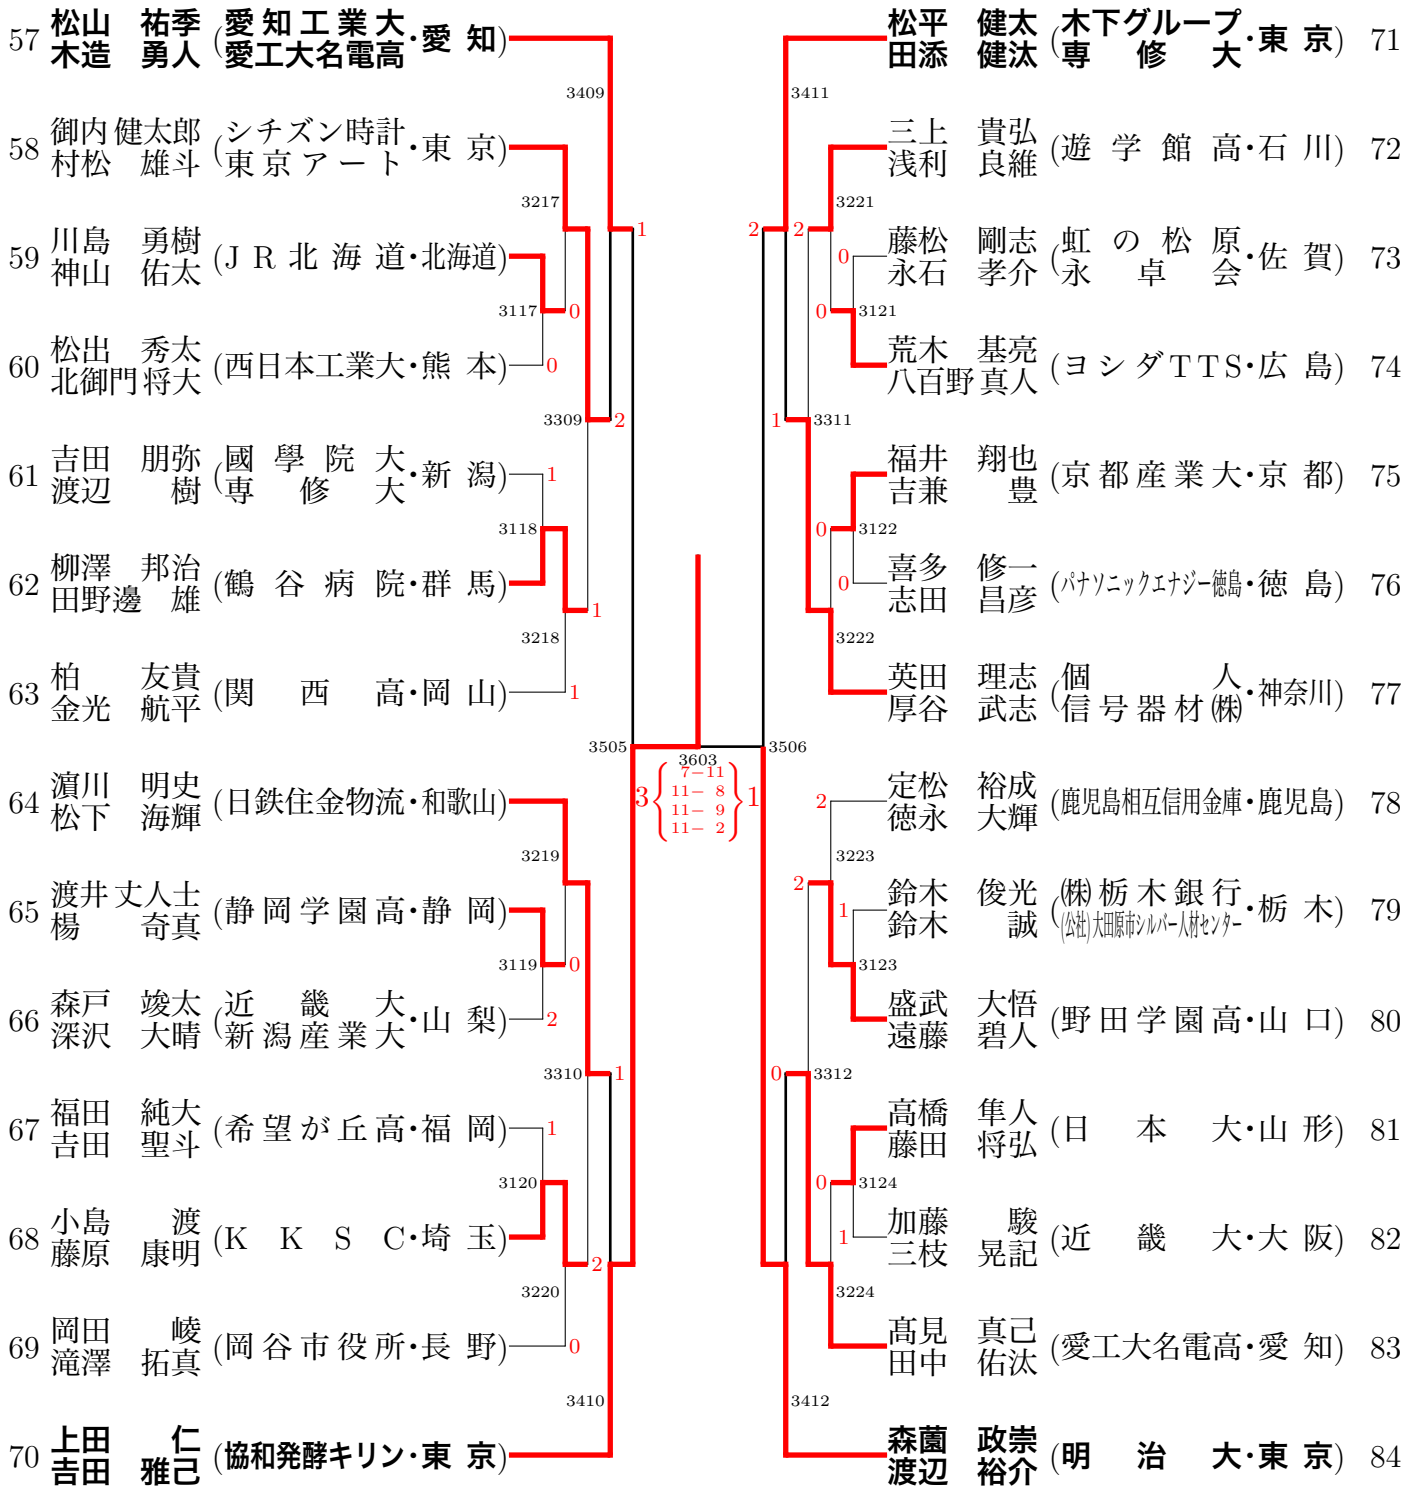 57 松山 祐季 (愛知工業大・愛知)
木造 勇人 愛工大名電高
58 御内健太郎 (シチズン時計・東京)
村松 雄斗 東京アート
59 川島 勇樹 (JR北海道・北海道)
神山 佑太
60 松出 秀太 (西日本工業大・熊本)
北御門将大
61 吉田 朋弥 (國學院大・新潟)
渡辺 樹 専修大
62 柳澤 邦治 (鶴谷病院・群馬)
田野邊 雄
63 柏 友貴 (関西高・岡山)
金光 航平
64 濵川 明史 (日鉄住金物流・和歌山)
松下 海輝
65 渡井丈人士 (静岡学園高・静岡)
楊 奇真
66 森戸 竣太 (近畿大・山梨)
深沢 大晴 新潟産業大
67 福田 純大 (希望が丘高・福岡)
吉田 聖斗
68 小島 渡 (KKSC・埼玉)
藤原 康明
69 岡田 崚 (岡谷市役所・長野)
滝澤 拓真
70 上田 仁 (協和発酵キリン・東京)
吉田 雅己
3409
3217
1
3117
0
0
3309
2
1
3118
1
3218
1
3505
3219
3119
0
2
3310
1
1
3120
2
3220
0
3410
3603
3 7-11 1
11- 8
11- 9
11- 2
3411
3221
2
2
0
0
3121
1
3311
0
3122
0
3222
3506
2
3223
2
1
3123
0
3312
0
3124
1
3224
3412
松平 健太 (木下グループ・東京) 71
田添 健汰 専修大
三上 貴弘 (遊学館高・石川) 72
浅利 良維
藤松 剛志 (虹の松原・佐賀) 73
永石 孝介 永卓会
荒木 基亮 (ヨシダTTS・広島) 74
八百野真人
福井 翔也 (京都産業大・京都) 75
吉兼 豊
喜多 修一 (パナソニックエナジー徳島・徳島) 76
志田 昌彦
英田 理志 (個人・神奈川) 77
厚谷 武志 信号器材㈱
定松 裕成 (鹿児島相互信用金庫・鹿児島) 78
徳永 大輝
鈴木 俊光 (㈱栃木銀行・栃木) 79
鈴木 誠 (公社)大田原市シルバー人材センター
盛武 大悟 (野田学園高・山口) 80
遠藤 碧人
高橋 隼人 (日本大・山形) 81
藤田 将弘
加藤 駿 (近畿大・大阪) 82
三枝 晃記
髙見 真己 (愛工大名電高・愛知) 83
田中 佑汰
森薗 政崇 (明治大・東京) 84
渡辺 裕介